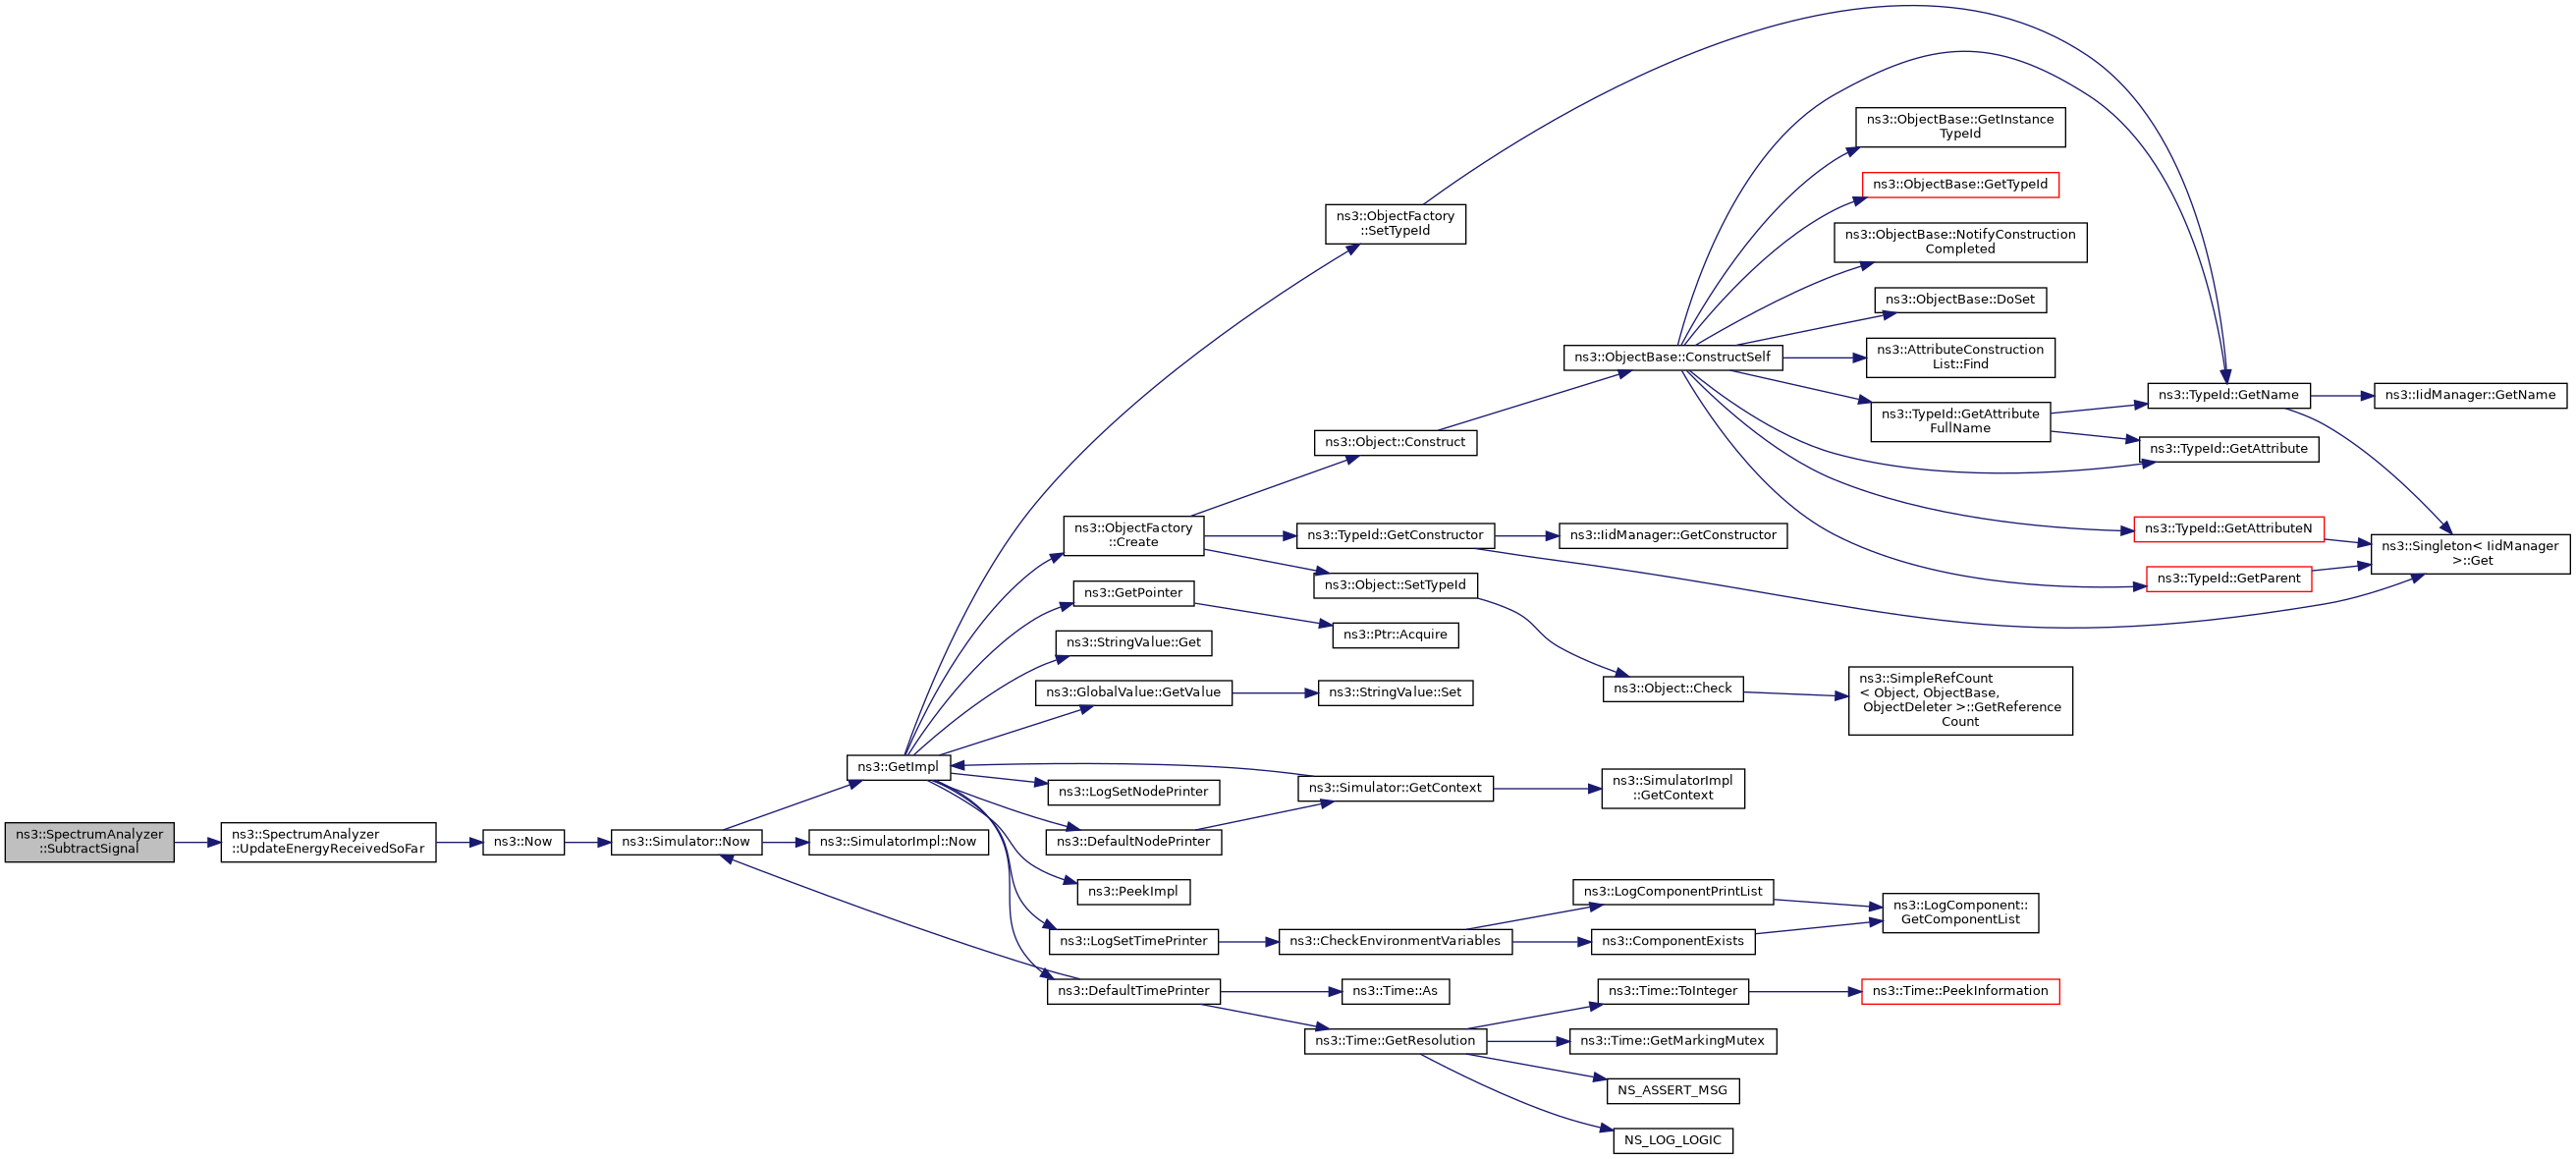 ns3::SpectrumAnalyzer
::SubtractSignal
ns3::SpectrumAnalyzer
::UpdateEnergyReceivedSoFar
ns3::Now
ns3::Simulator::Now
ns3::GetImpl
ns3::SimulatorImpl::Now
ns3::ObjectFactory
::SetTypeId
ns3::ObjectFactory
::Create
ns3::GetPointer
ns3::StringValue::Get
ns3::GlobalValue::GetValue
ns3::LogSetNodePrinter
ns3::DefaultNodePrinter
ns3::PeekImpl
ns3::LogSetTimePrinter
ns3::DefaultTimePrinter
ns3::Object::Construct
ns3::TypeId::GetConstructor
ns3::Object::SetTypeId
ns3::Ptr::Acquire
ns3::StringValue::Set
ns3::Simulator::GetContext
ns3::CheckEnvironmentVariables
ns3::Time::As
ns3::Time::GetResolution
ns3::ObjectBase::ConstructSelf
ns3::IidManager::GetConstructor
ns3::Object::Check
ns3::SimulatorImpl
::GetContext
ns3::LogComponentPrintList
ns3::ComponentExists
ns3::Time::ToInteger
ns3::Time::GetMarkingMutex
NS_ASSERT_MSG
NS_LOG_LOGIC
ns3::ObjectBase::GetInstance
TypeId
ns3::ObjectBase::GetTypeId
ns3::ObjectBase::NotifyConstruction
Completed
ns3::ObjectBase::DoSet
ns3::AttributeConstruction
List::Find
ns3::TypeId::GetAttribute
FullName
ns3::SimpleRefCount
< Object, ObjectBase,
ObjectDeleter >::GetReference
Count
ns3::LogComponent::
GetComponentList
ns3::Time::PeekInformation
ns3::TypeId::GetName
ns3::TypeId::GetAttribute
ns3::TypeId::GetAttributeN
ns3::TypeId::GetParent
ns3::IidManager::GetName
ns3::Singleton< IidManager
>::Get